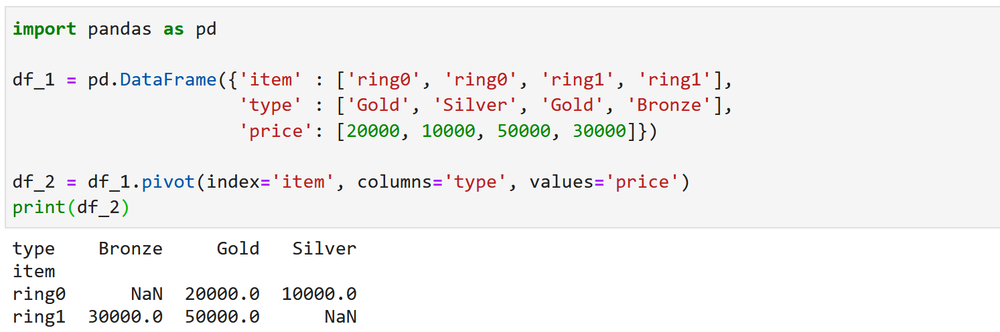 import pandas as pd
df_1 = pd.DataFrame({'item' : ['ring0', 'ring0', 'ring1', 'ring1'],
'type' : ['Gold', 'Silver', 'Gold', 'Bronze'],
'price': [20000, 10000, 50000, 30000]})
df_2 = df_1.pivot(index='item', columns='type', values='price')
print(df_2)
type Bronze Gold Silver
item
ring0 NaN 20000.0 10000.0
ring1 30000.0 50000.0 NaN